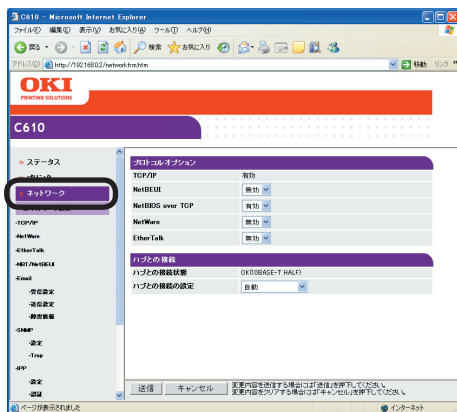 C610 - Microsoft Internet Explorer
ファイル(F) 編集(E) 表示(V) お気に入り(A) ツール(T) ヘルプ(H)
戻る 検索 お気に入り
アドレス(D) http://192.168.0.2/networkfrm.htm 移動 リンク »
OKI
PRINTING SOLUTIONS
C610
» ステータス
» ネットワーク
-TCP/IP
-NetWare
-EtherTalk
-NBT/NetBEUI
-Email
-受信設定
-送信設定
-障害情報
-SNMP
-設定
-Trap
-IPP
-設定
-認証
プロトコルオプション
TCP/IP 有効
NetBEUI 無効
NetBIOS over TCP 有効
NetWare 無効
EtherTalk 無効
ハブとの接続
ハブとの接続状態 OK(100BASE-T HALF)
ハブとの接続の設定 自動
送信 キャンセル 変更内容を送信する場合には「送信」を押下してください。
変更内容をクリアする場合には「キャンセル」を押下してください。
ページが表示されました インターネット